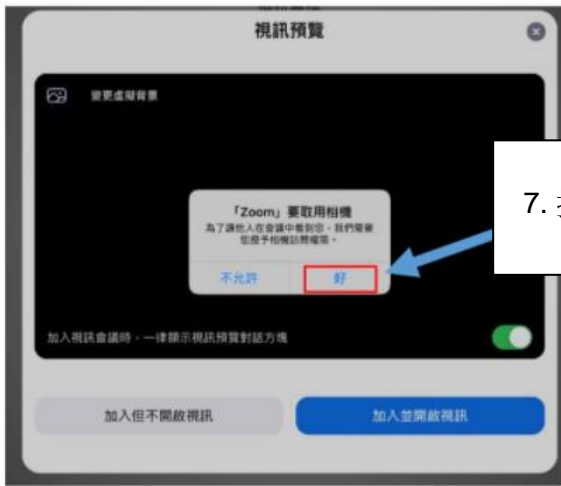 視訊預覽
變更虛擬背景
「Zoom」要取用相機
為了讓他人在會議中看到您，我們需要
您授予相機訪問權限。
不允許
好
7.
加入視訊會議時，一律顯示視訊預覽對話方塊
加入但不開啟視訊
加入並開啟視訊